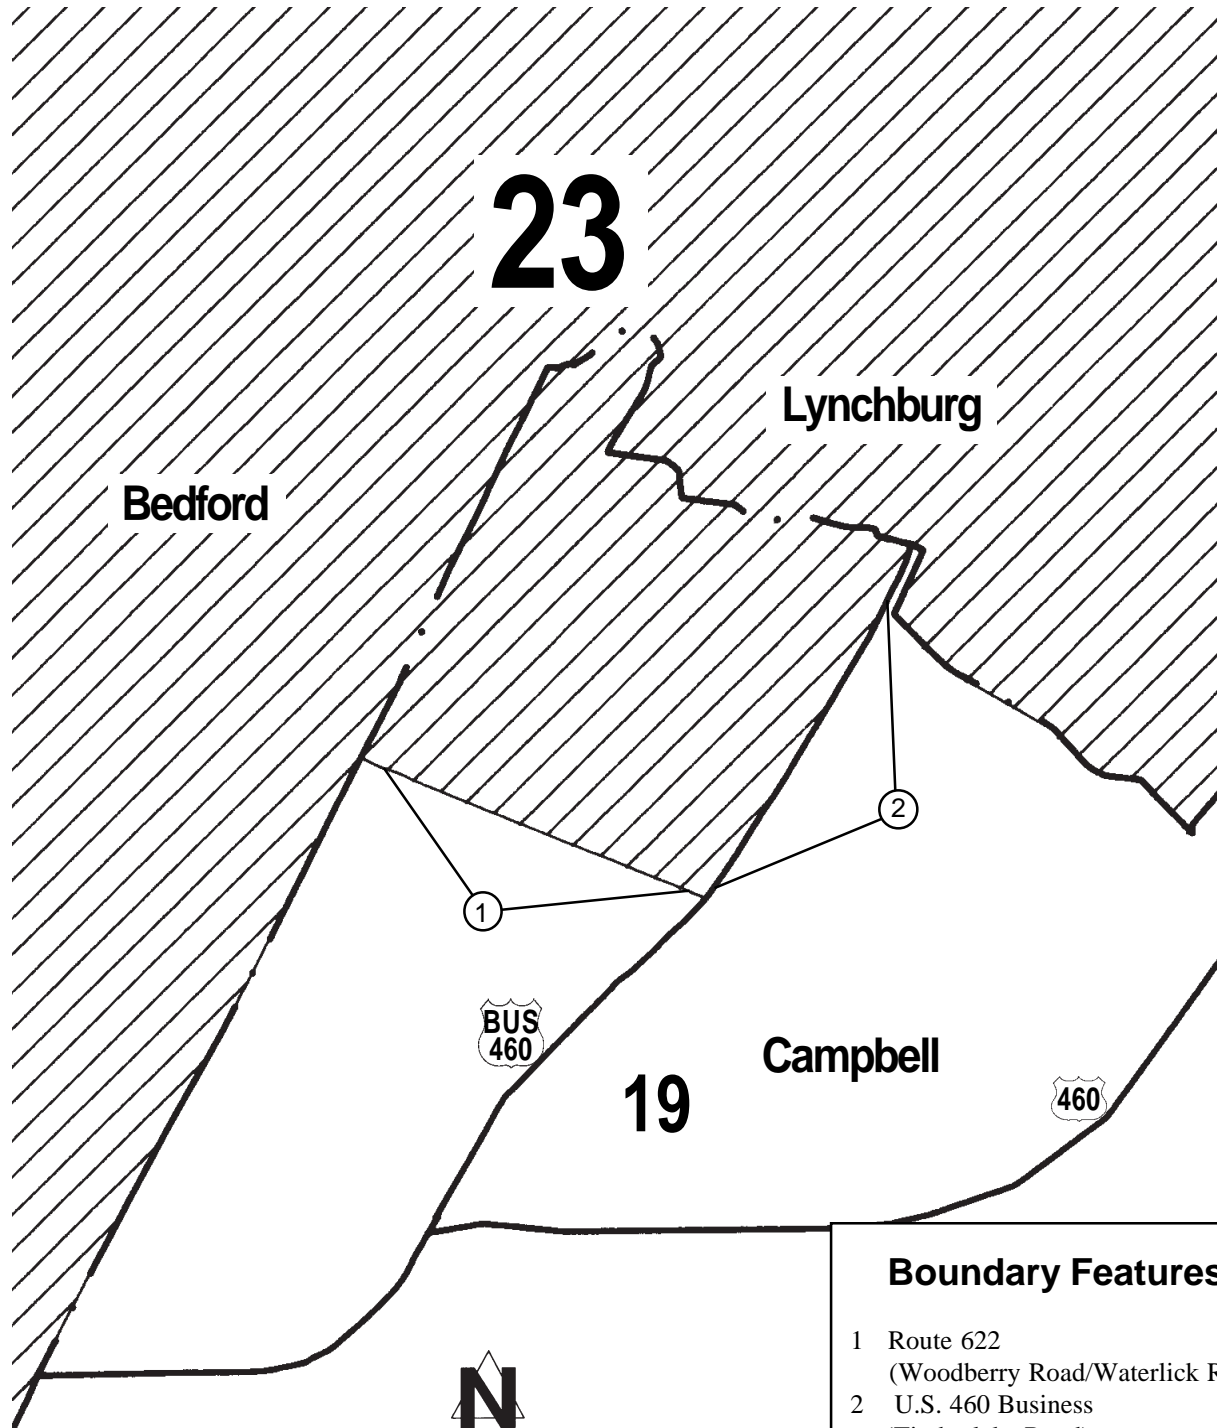 23
Lynchburg
Bedford
2
1
BUS
460
Campbell
19
460
Boundary Features
1 Route 622
(Woodberry Road/Waterlick R
2 U.S. 460 Business
N